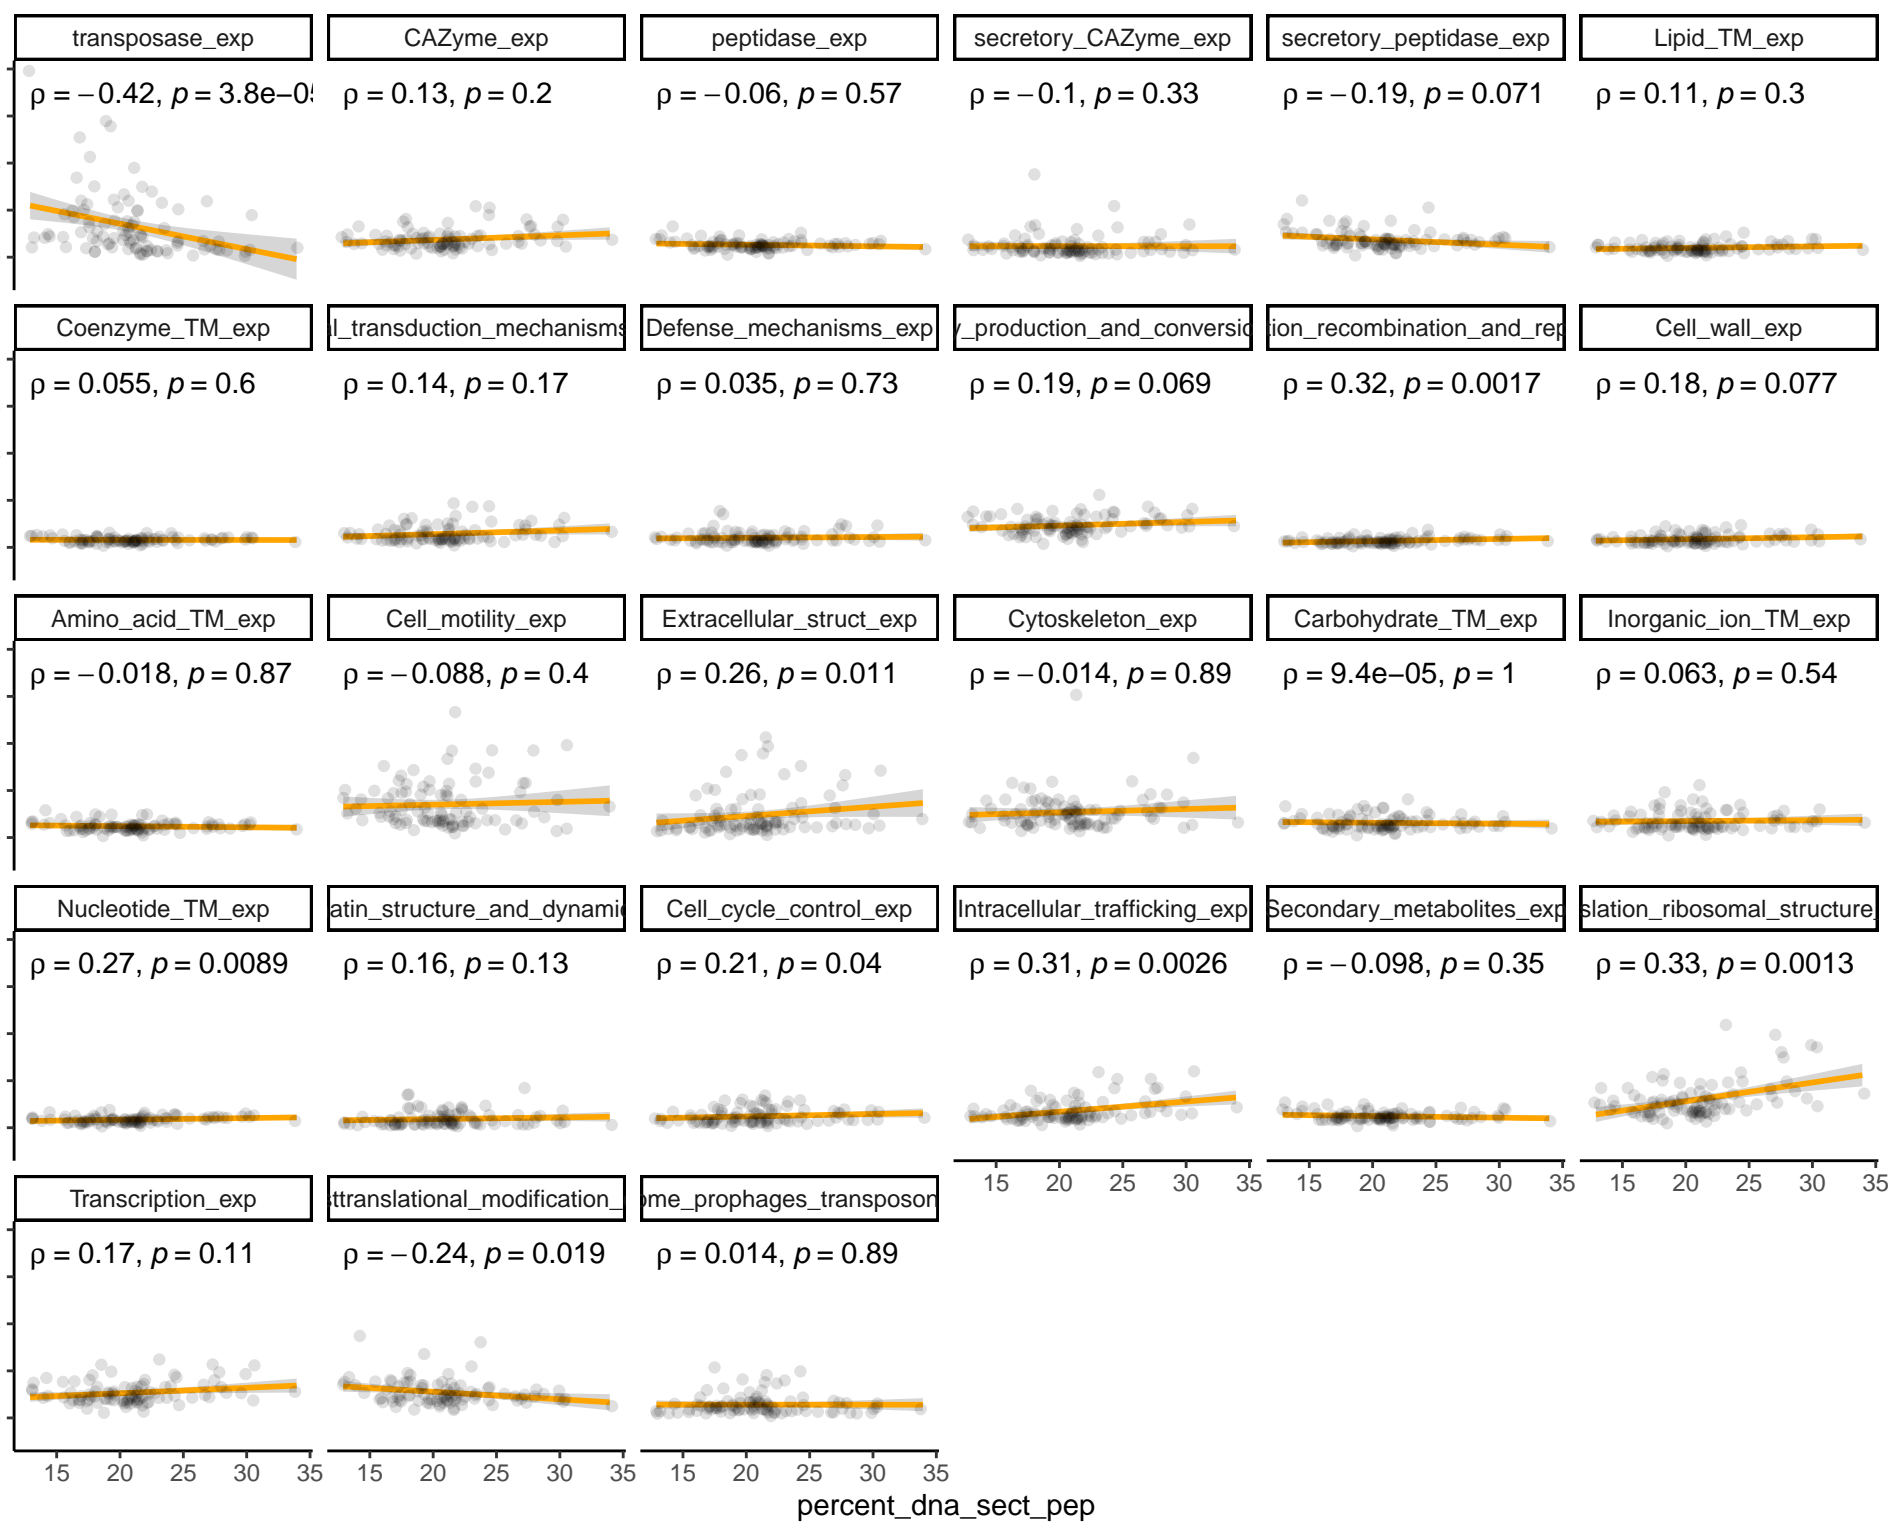 transposase_exp CAZyme_exp peptidase_exp secretory_CAZyme_exp secretory_peptidase_exp Lipid_TM_exp
ρ = −0.42, p = 3.8e−05 ρ = 0.13, p = 0.2 ρ = −0.06, p = 0.57 ρ = −0.1, p = 0.33 ρ = −0.19, p = 0.071 ρ = 0.11, p = 0.3
Coenzyme_TM_exp l_transduction_mechanisms Defense_mechanisms_exp y_production_and_conversio tion_recombination_and_rep Cell_wall_exp
ρ = 0.055, p = 0.6 ρ = 0.14, p = 0.17 ρ = 0.035, p = 0.73 ρ = 0.19, p = 0.069 ρ = 0.32, p = 0.0017 ρ = 0.18, p = 0.077
Amino_acid_TM_exp Cell_motility_exp Extracellular_struct_exp Cytoskeleton_exp Carbohydrate_TM_exp Inorganic_ion_TM_exp
ρ = −0.018, p = 0.87 ρ = −0.088, p = 0.4 ρ = 0.26, p = 0.011 ρ = −0.014, p = 0.89 ρ = 9.4e−05, p = 1 ρ = 0.063, p = 0.54
Nucleotide_TM_exp atin_structure_and_dynamic Cell_cycle_control_exp Intracellular_trafficking_exp Secondary_metabolites_exp slation_ribosomal_structure_
ρ = 0.27, p = 0.0089 ρ = 0.16, p = 0.13 ρ = 0.21, p = 0.04 ρ = 0.31, p = 0.0026 ρ = −0.098, p = 0.35 ρ = 0.33, p = 0.0013
15 20 25 30 35 15 20 25 30 35 15 20 25 30 35
Transcription_exp sttranslational_modification_ ome_prophages_transposon
ρ = 0.17, p = 0.11 ρ = −0.24, p = 0.019 ρ = 0.014, p = 0.89
15 20 25 30 35 15 20 25 30 35 15 20 25 30 35
percent_dna_sect_pep